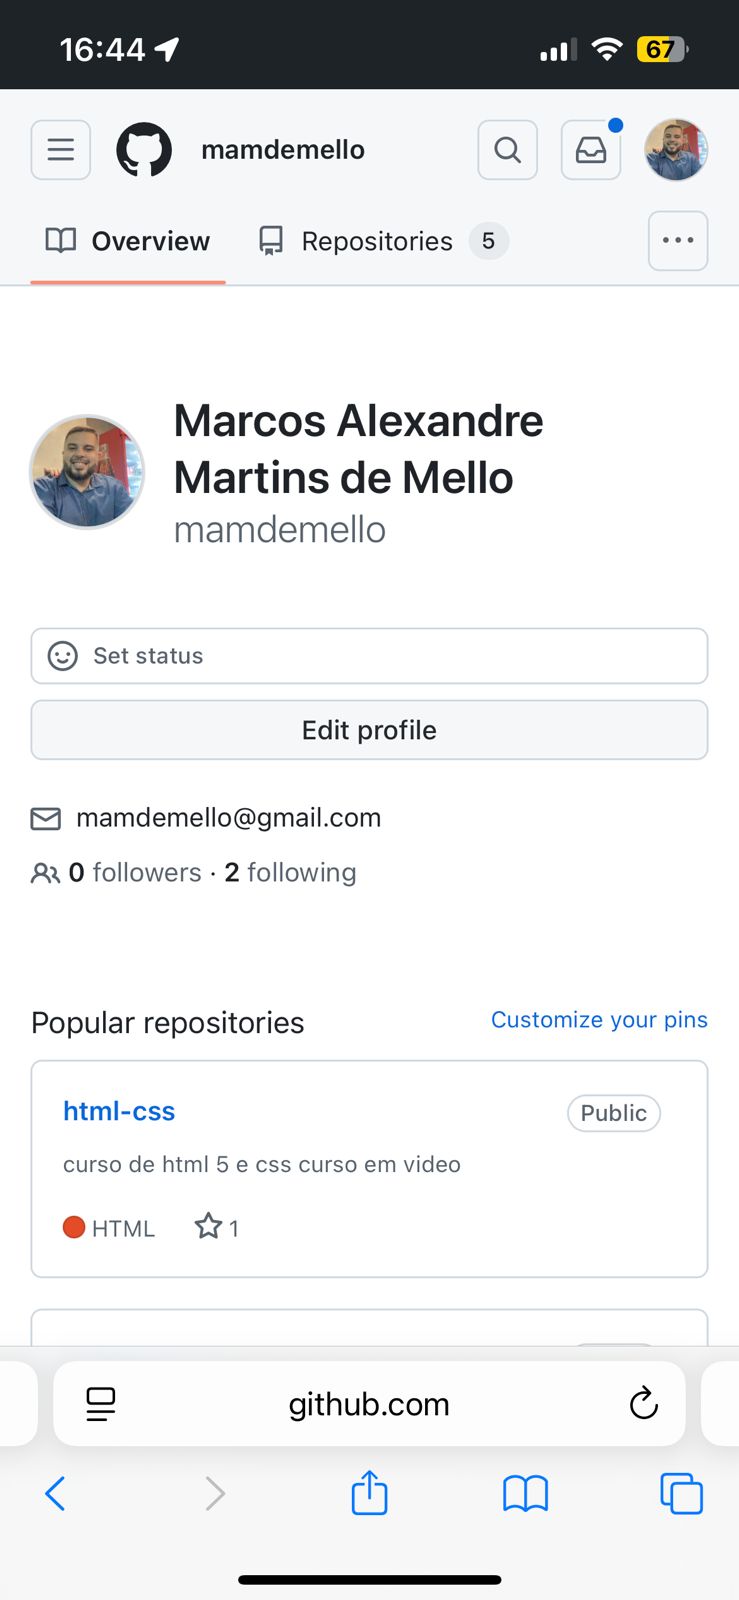 16:44
67
mamdemello
Overview
Repositories 5
Marcos Alexandre
Martins de Mello
mamdemello
Set status
Edit profile
mamdemello@gmail.com
0 followers · 2 following
Popular repositories
Customize your pins
html-css
Public
curso de html 5 e css curso em video
HTML
1
github.com